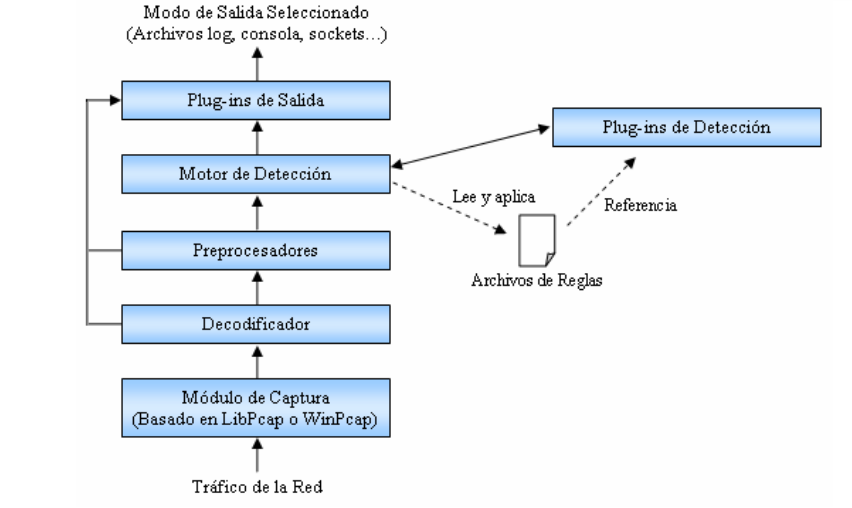 Modo de Salida Seleccionado
(Archivos log, consola, sockets...)
Plug-ins de Salida
Plug-ins de Detección
Motor de Detección
Lee y aplica
Referencia
Preprocesadores
Archivos de Reglas
Decodificador
Módulo de Captura
(Basado en LibPcap o WinPcap)
Tráfico de la Red